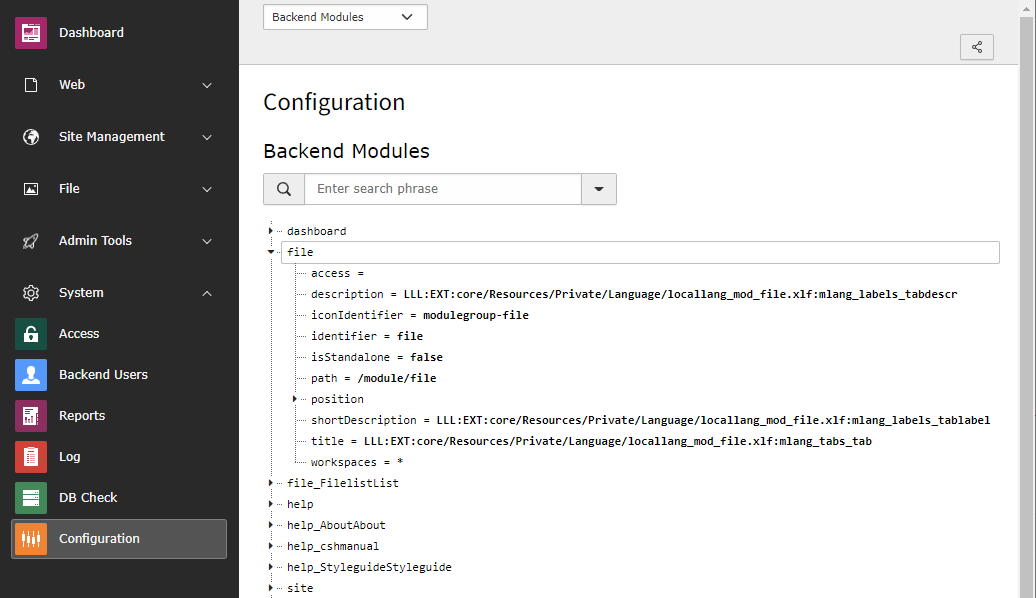 Dashboard
Web
Site Management
File
Admin Tools
System
Access
Backend Users
Reports
Log
DB Check
Configuration
Backend Modules
Configuration
Backend Modules
Enter search phrase
dashboard
file
access =
description = LLL:EXT:core/Resources/Private/Language/locallang_mod_file.xlf:mlang_labels_tabdescr
iconIdentifier = modulegroup-file
identifier = file
isStandalone = false
path = /module/file
position
shortDescription = LLL:EXT:core/Resources/Private/Language/locallang_mod_file.xlf:mlang_labels_tablabel
title = LLL:EXT:core/Resources/Private/Language/locallang_mod_file.xlf:mlang_tabs_tab
workspaces = *
file_FilelistList
help
help_AboutAbout
help_cshmanual
help_StyleguideStyleguide
site